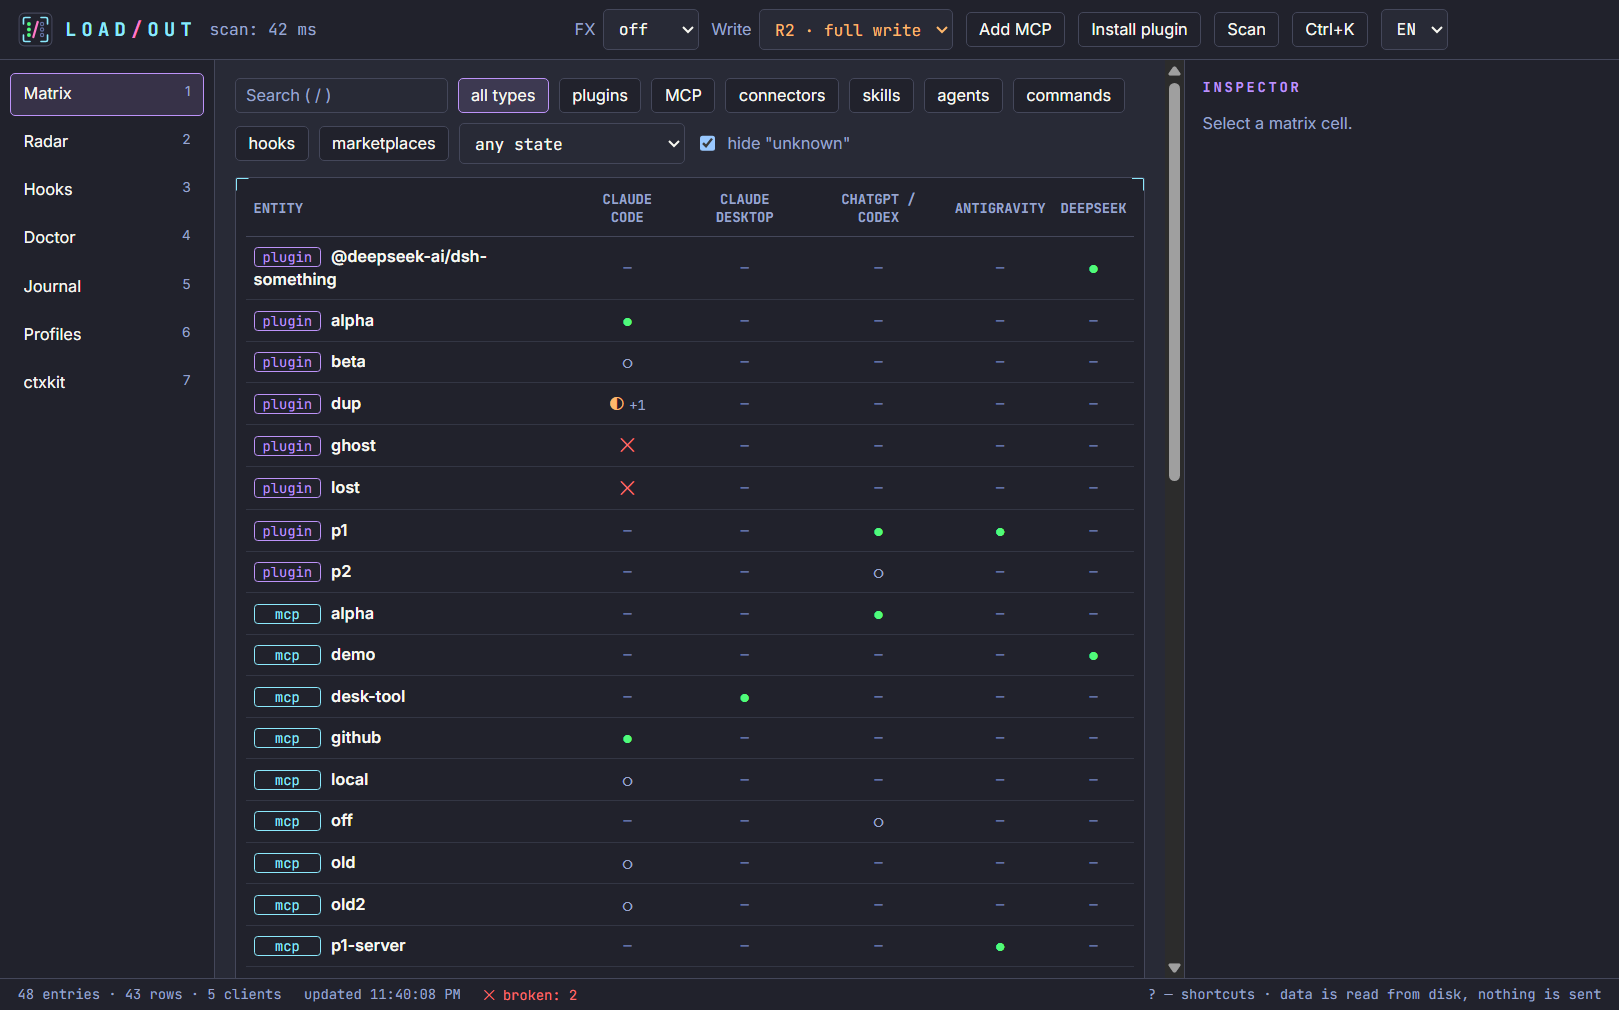 LOAD/OUT scan: 42 ms FX off Write R2 · full write Add MCP Install plugin Scan Ctrl+K EN
Matrix 1
Radar 2
Hooks 3
Doctor 4
Journal 5
Profiles 6
ctxkit 7
Search ( / ) all types plugins MCP connectors skills agents commands
hooks marketplaces any state hide "unknown"
ENTITY CLAUDE CODE CLAUDE DESKTOP CHATGPT / CODEX ANTIGRAVITY DEEPSEEK
plugin @deepseek-ai/dsh-
something – – – – ●
plugin alpha ● – – – –
plugin beta ○ – – – –
plugin dup ◐ +1 – – – –
plugin ghost ✕ – – – –
plugin lost ✕ – – – –
plugin p1 – – ● ● –
plugin p2 – – ○ – –
mcp alpha – – ● – –
mcp demo – – – – ●
mcp desk-tool – ● – – –
mcp github ● – – – –
mcp local ○ – – – –
mcp off – – ○ – –
mcp old ○ – – – –
mcp old2 ○ – – – –
mcp p1-server – – – ● –
INSPECTOR
Select a matrix cell.
48 entries · 43 rows · 5 clients updated 11:40:08 PM ✕ broken: 2 ? — shortcuts · data is read from disk, nothing is sent